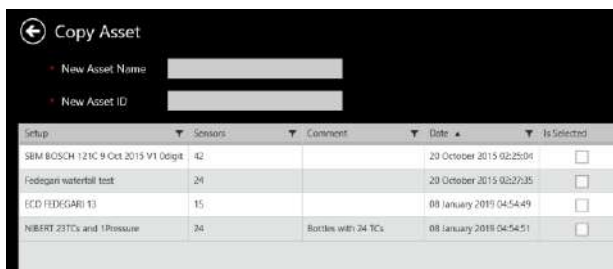 Copy Asset
* New Asset Name
* New Asset ID
Setup Sensors Comment Date Is Selected
SBM BOSCH 121C 9 Oct 2015 V1 0digit 42 20 October 2015 02:25:04
Fedegari waterfall test 24 20 October 2015 02:27:35
ECD FEDEGARI 13 15 08 January 2019 04:54:49
NIBERT 23TCs and 1Pressure 24 Bottles with 24 TCs 08 January 2019 04:54:51